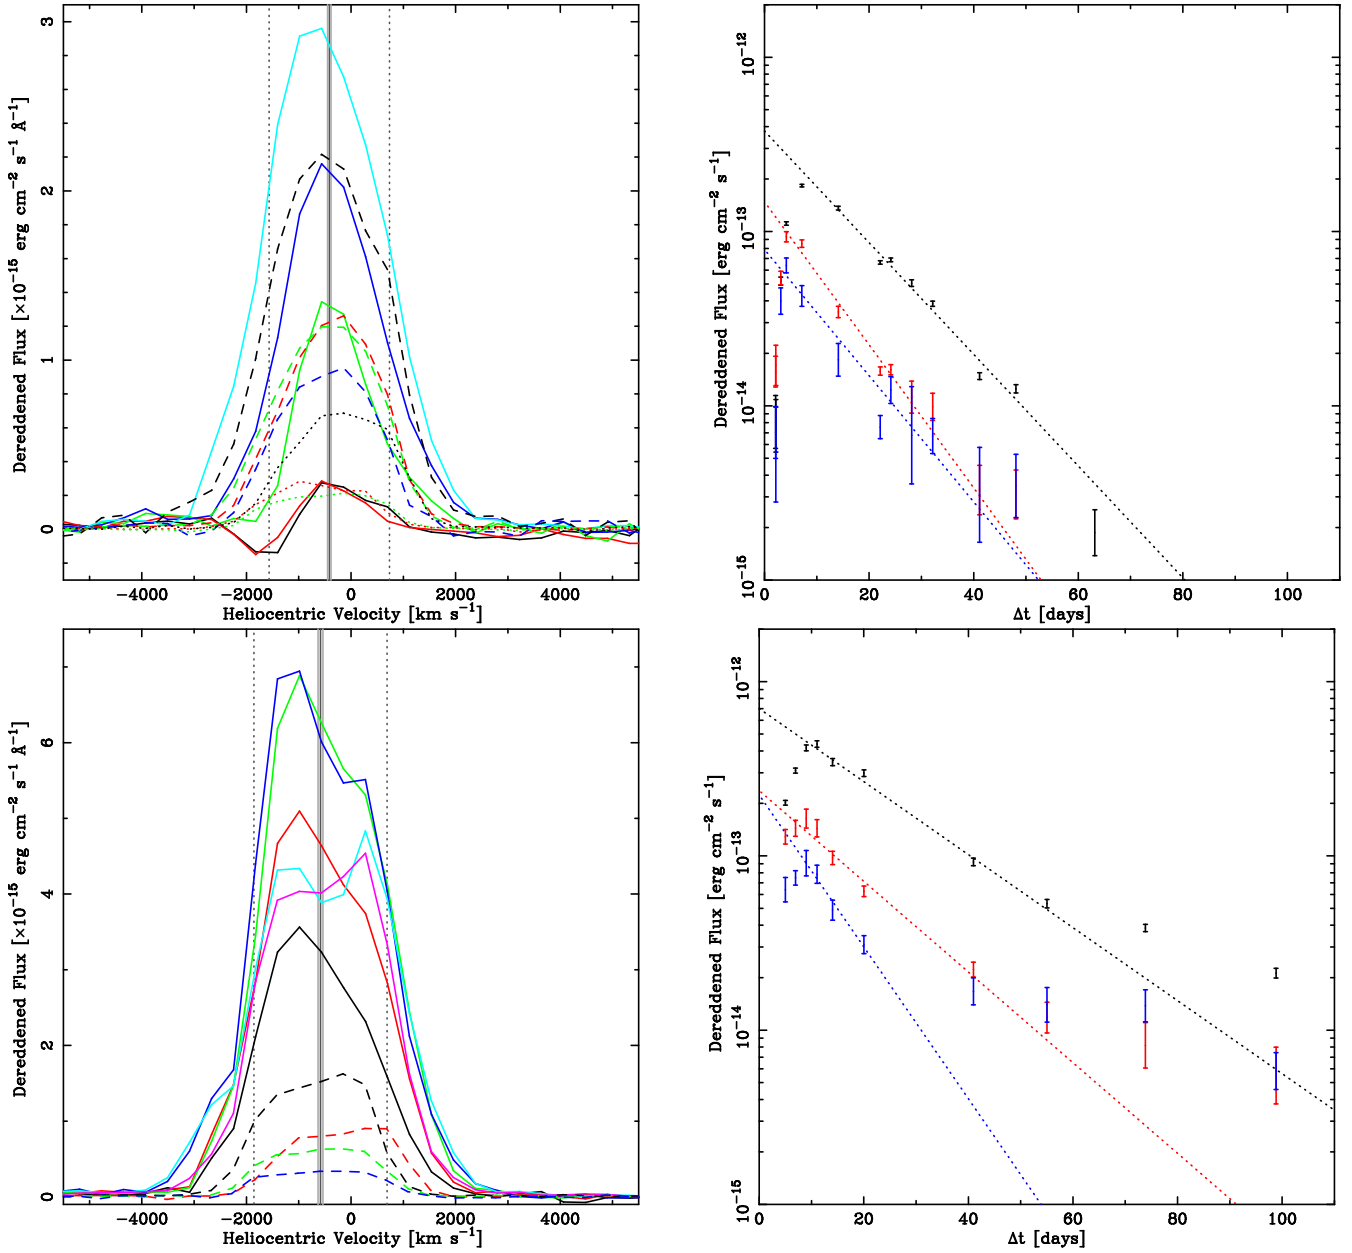 3
2
1
0
Dereddened Flux [×10−15 erg cm−2 s−1 Å−1]
−4000 −2000 0 2000 4000
Heliocentric Velocity [km s−1]
10−12
10−13
10−14
10−15
Dereddened Flux [erg cm−2 s−1]
0 20 40 60 80 100
Δt [days]
6
4
2
0
Dereddened Flux [×10−15 erg cm−2 s−1 Å−1]
−4000 −2000 0 2000 4000
Heliocentric Velocity [km s−1]
10−12
10−13
10−14
10−15
Dereddened Flux [erg cm−2 s−1]
0 20 40 60 80 100
Δt [days]